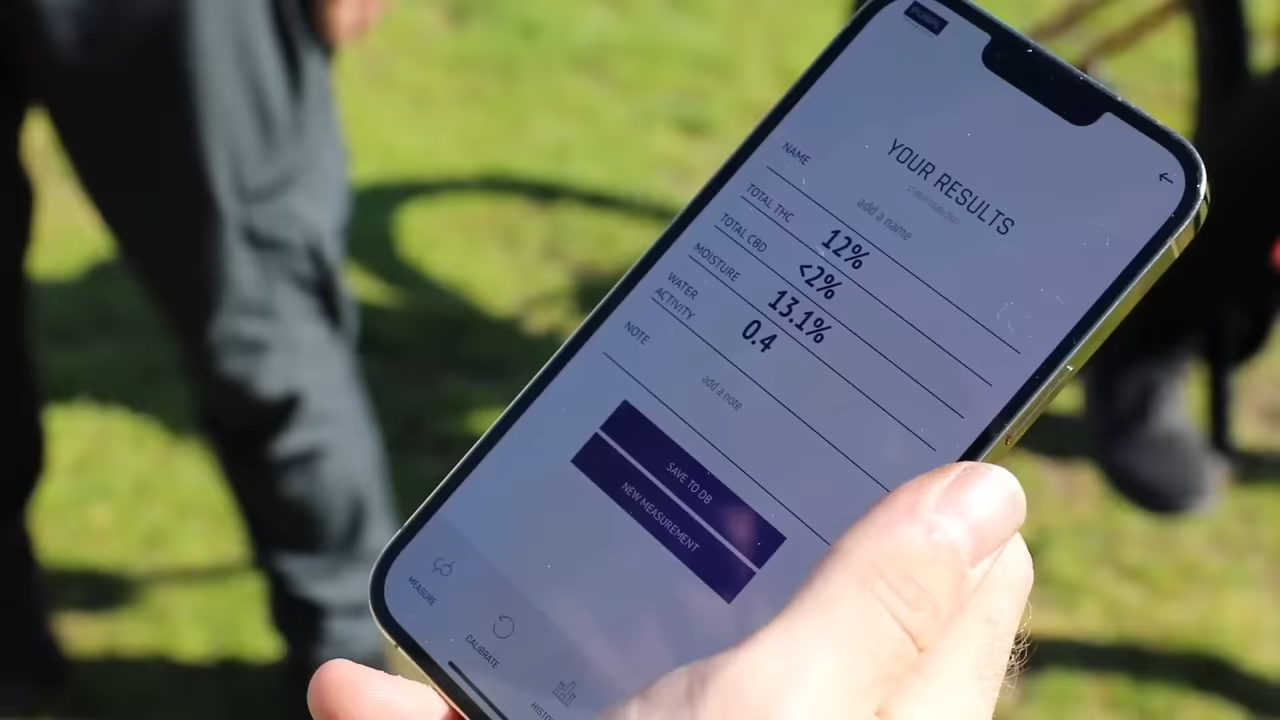 YOUR RESULTS
NAME
add a name
TOTAL THC 12%
TOTAL CBD <2%
MOISTURE 13.1%
WATER
ACTIVITY 0.4
NOTE
add a note
SAVE TO DB
NEW MEASUREMENT
MEASURE
CALIBRATE